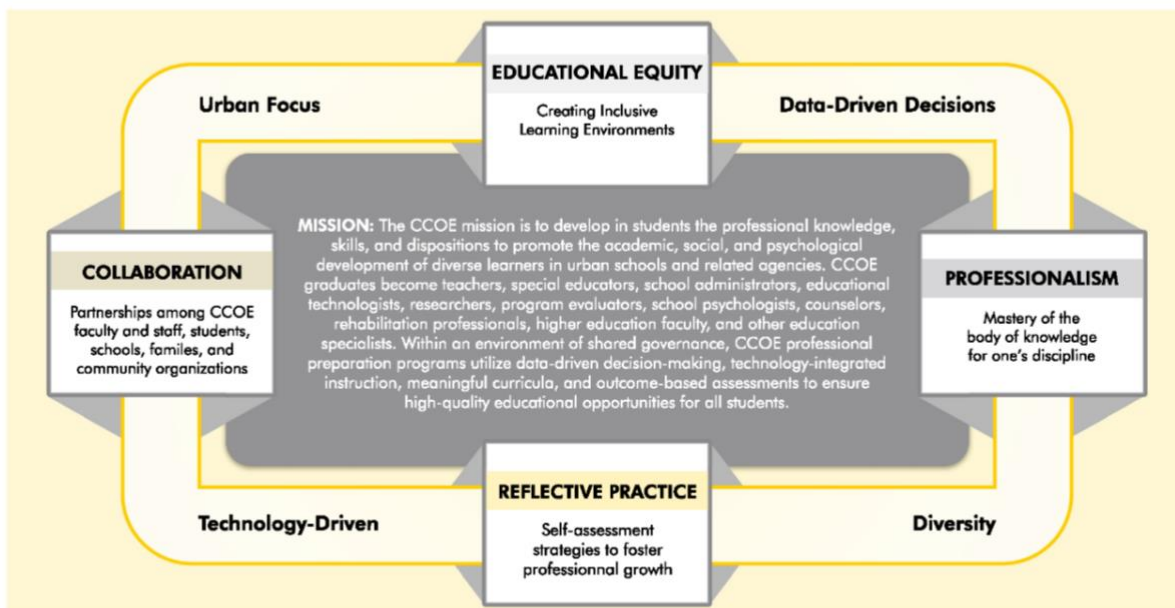 EDUCATIONAL EQUITY
Creating Inclusive
Learning Environments
Urban Focus
Data-Driven Decisions
MISSION: The CCOE mission is to develop in students the professional knowledge,
skills, and dispositions to promote the academic, social, and psychological
development of diverse learners in urban schools and related agencies. CCOE
graduates become teachers, special educators, school administrators, educational
technologists, researchers, program evaluators, school psychologists, counselors,
rehabilitation professionals, higher education faculty, and other education
specialists. Within an environment of shared governance, CCOE professional
preparation programs utilize data-driven decision-making, technology-integrated
instruction, meaningful curricula, and outcome-based assessments to ensure
high-quality educational opportunities for all students.
COLLABORATION
Partnerships among CCOE
faculty and staff, students,
schools, familes, and
community organizations
PROFESSIONALISM
Mastery of the
body of knowledge
for one's discipline
REFLECTIVE PRACTICE
Self-assessment
strategies to foster
professionnal growth
Technology-Driven
Diversity